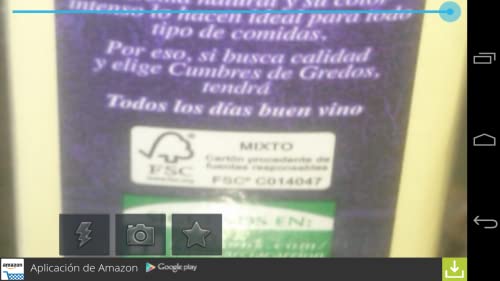 intenso lo hacen ideal para todo
tipo de comidas.
Por eso, si busca calidad
y elige Cumbres de Gredos,
tendrá
Todos los días buen vino
FSC
MIXTO
Cartón procedente de
fuentes responsables
FSC® C014047
EN:
amazon
Aplicación de Amazon
Google play